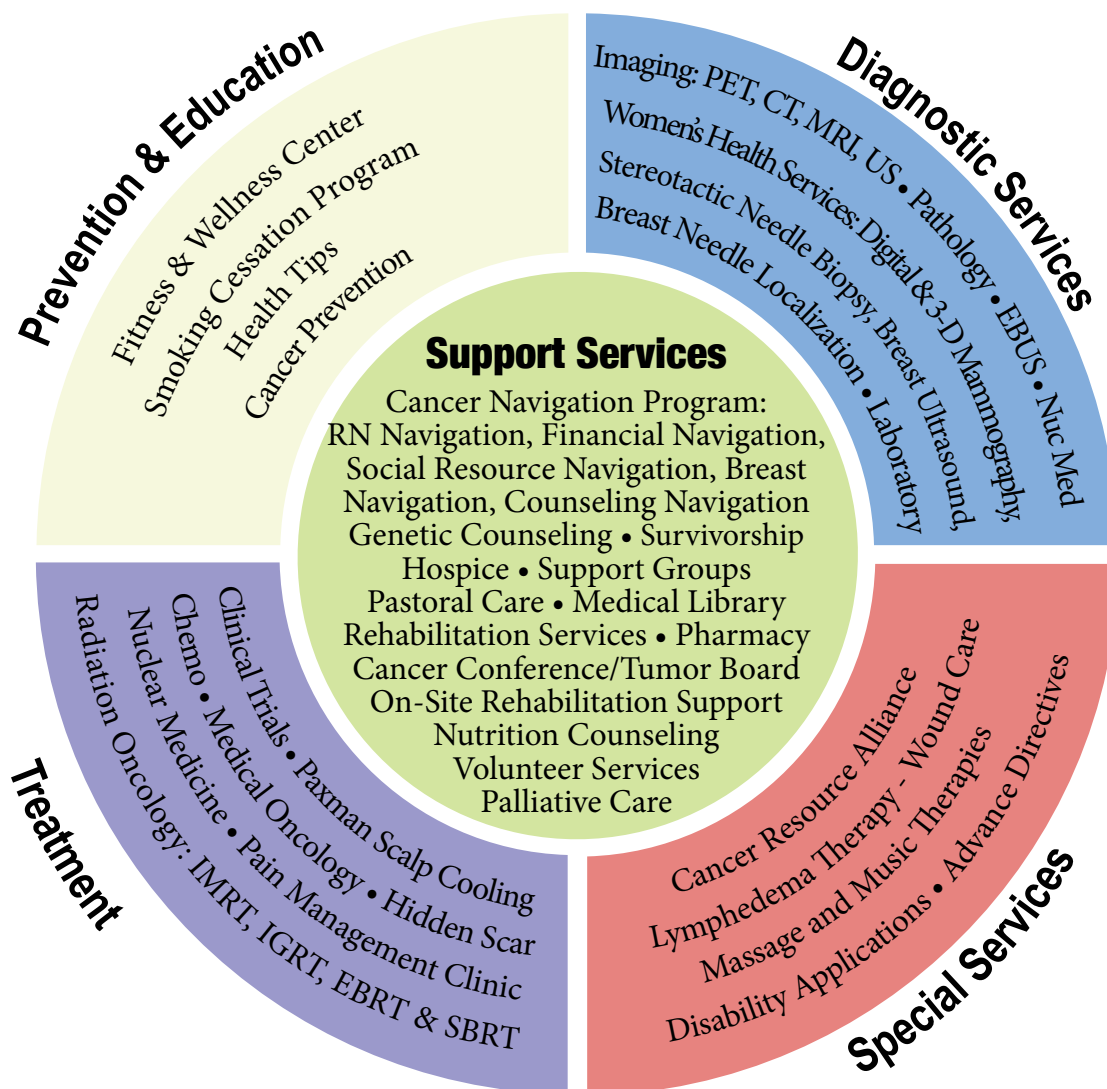 Prevention & Education
Fitness & Wellness Center
Smoking Cessation Program
Health Tips
Cancer Prevention
Diagnostic Services
Imaging: PET, CT, MRI, US • Pathology • EBUS • Nuc Med
Women's Health Services: Digital & 3-D Mammography,
Stereotactic Needle Biopsy, Breast Ultrasound,
Breast Needle Localization • Laboratory
Support Services
Cancer Navigation Program:
RN Navigation, Financial Navigation,
Social Resource Navigation, Breast
Navigation, Counseling Navigation
Genetic Counseling • Survivorship
Hospice • Support Groups
Pastoral Care • Medical Library
Rehabilitation Services • Pharmacy
Cancer Conference/Tumor Board
On-Site Rehabilitation Support
Nutrition Counseling
Volunteer Services
Palliative Care
Treatment
Clinical Trials • Paxman Scalp Cooling
Chemo • Medical Oncology • Hidden Scar
Nuclear Medicine • Pain Management Clinic
Radiation Oncology: IMRT, IGRT, EBRT & SBRT
Cancer Resource Alliance
Lymphedema Therapy - Wound Care
Massage and Music Therapies
Disability Applications • Advance Directives
Special Services